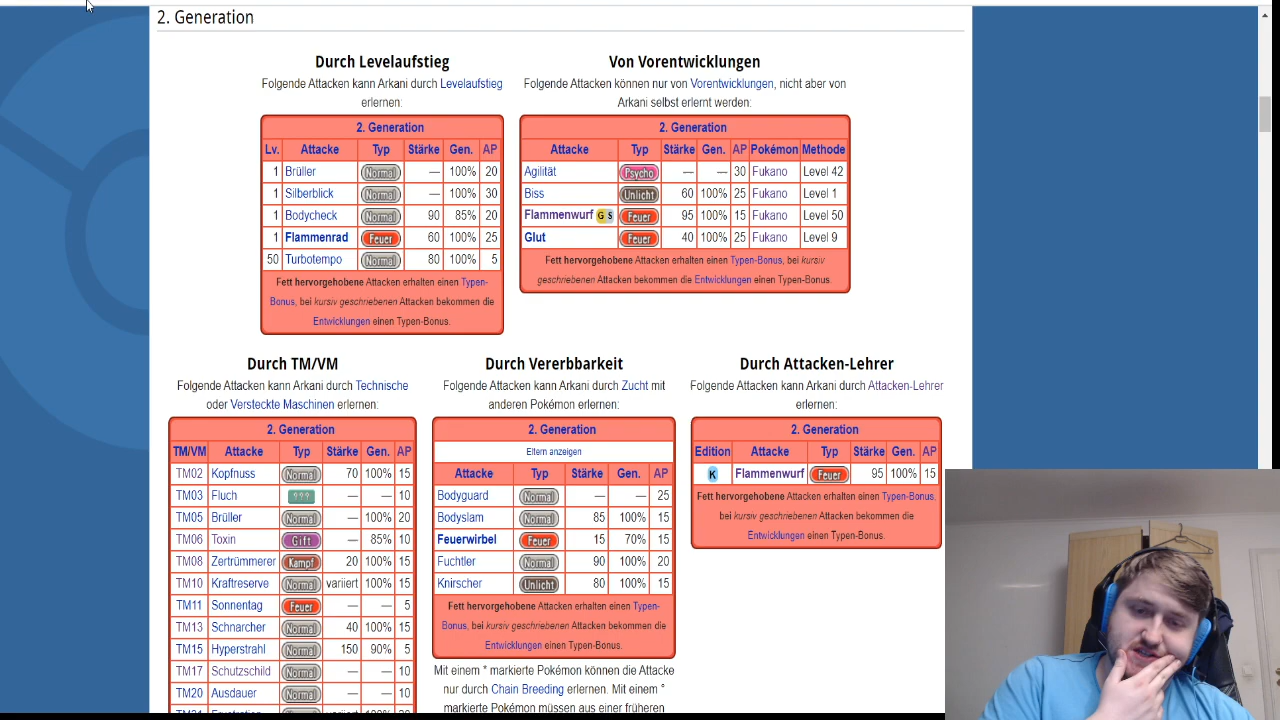 2. Generation
Durch Levelaufstieg
Folgende Attacken kann Arkani durch Levelaufstieg
erlernen:
2. Generation
Lv. Attacke Typ Stärke Gen. AP
1 Brüller Normal — 100% 20
1 Silberblick Normal — 100% 30
1 Bodycheck Normal 90 85% 20
1 Flammenrad Feuer 60 100% 25
50 Turbotempo Normal 80 100% 5
Fett hervorgehobene Attacken erhalten einen Typen-
Bonus, bei kursiv geschriebenen Attacken bekommen die
Entwicklungen einen Typen-Bonus.
Von Vorentwicklungen
Folgende Attacken können nur von Vorentwicklungen, nicht aber von
Arkani selbst erlernt werden:
2. Generation
Attacke Typ Stärke Gen. AP Pokémon Methode
Agilität Psycho — — 30 Fukano Level 42
Biss Unlicht 60 100% 25 Fukano Level 1
Flammenwurf G S Feuer 95 100% 15 Fukano Level 50
Glut Feuer 40 100% 25 Fukano Level 9
Fett hervorgehobene Attacken erhalten einen Typen-Bonus, bei kursiv
geschriebenen Attacken bekommen die Entwicklungen einen Typen-Bonus.
Durch TM/VM
Folgende Attacken kann Arkani durch Technische
oder Versteckte Maschinen erlernen:
2. Generation
TM/VM Attacke Typ Stärke Gen. AP
TM02 Kopfnuss Normal 70 100% 15
TM03 Fluch ??? — — 10
TM05 Brüller Normal — 100% 20
TM06 Toxin Gift — 85% 10
TM08 Zertrümmerer Kampf 20 100% 15
TM10 Kraftreserve Normal variiert 100% 15
TM11 Sonnentag Feuer — — 5
TM13 Schnarcher Normal 40 100% 15
TM15 Hyperstrahl Normal 150 90% 5
TM17 Schutzschild Normal — — 10
TM20 Ausdauer Normal — — 10
Durch Vererbbarkeit
Folgende Attacken kann Arkani durch Zucht mit
anderen Pokémon erlernen:
2. Generation
Eltern anzeigen
Attacke Typ Stärke Gen. AP
Bodyguard Normal — — 25
Bodyslam Normal 85 100% 15
Feuerwirbel Feuer 15 70% 15
Fuchtler Normal 90 100% 20
Knirscher Unlicht 80 100% 15
Fett hervorgehobene Attacken erhalten einen Typen-
Bonus, bei kursiv geschriebenen Attacken bekommen die
Entwicklungen einen Typen-Bonus.
Mit einem * markierte Pokémon können die Attacke
nur durch Chain Breeding erlernen. Mit einem °
markierte Pokémon müssen aus einer früheren
Durch Attacken-Lehrer
Folgende Attacken kann Arkani durch Attacken-Lehrer
erlernen:
2. Generation
Edition Attacke Typ Stärke Gen. AP
K Flammenwurf Feuer 95 100% 15
Fett hervorgehobene Attacken erhalten einen Typen-Bonus,
bei kursiv geschriebenen Attacken bekommen die
Entwicklungen einen Typen-Bonus.